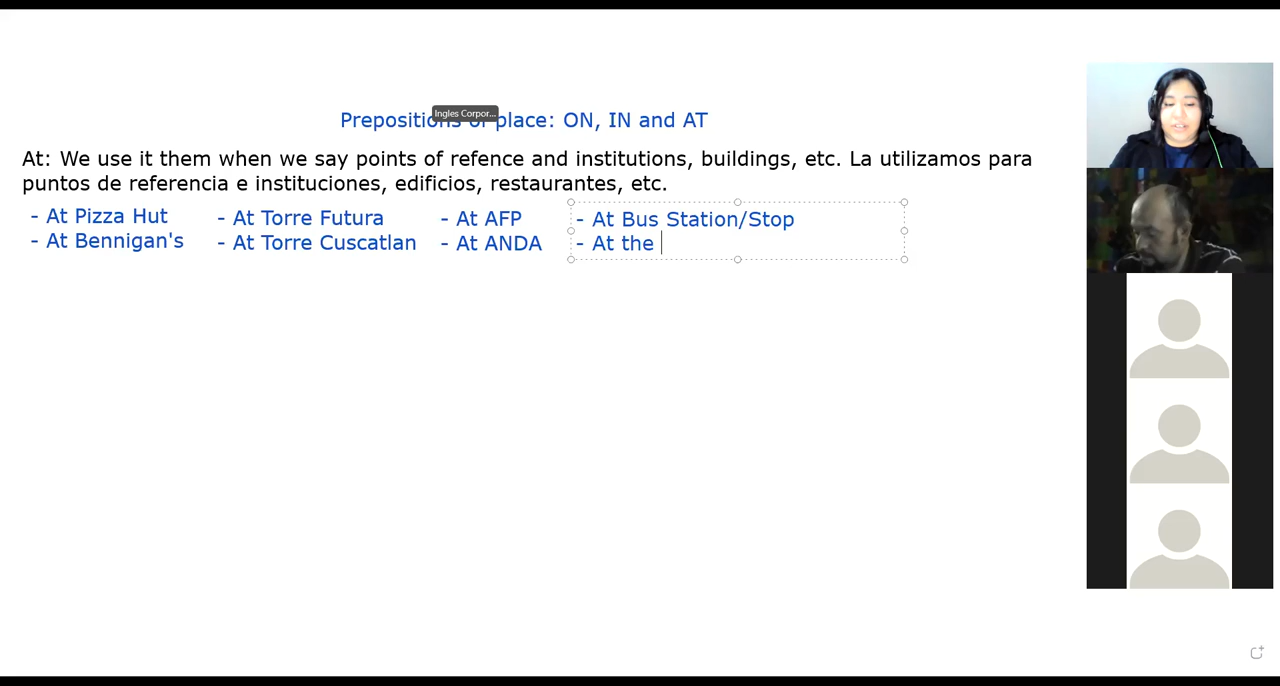 Ingles Corpor...
Prepositions of place: ON, IN and AT
At: We use it them when we say points of refence and institutions, buildings, etc. La utilizamos para
puntos de referencia e instituciones, edificios, restaurantes, etc.
- At Pizza Hut
- At Bennigan's
- At Torre Futura
- At Torre Cuscatlan
- At AFP
- At ANDA
- At Bus Station/Stop
- At the